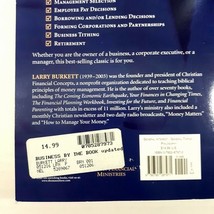 MANAGEMENT SELECTION
EMPLOYEE PAY DECISIONS
BORROWING AND/OR LENDING DECISIONS
FORMING CORPORATIONS AND PARTNERSHIPS
BUSINESS TITHING
RETIREMENT
Whether you are the owner of a business, a corporate executive, or a
manager, this best-selling classic is for you.
LARRY BURKETT (1939–2003) was the founder and president of Christian
Financial Concepts, a nonprofit organization dedicated to teaching biblical
principles of money management. He is the author of over seventy books,
including The Coming Economic Earthquake, Your Finances in Changing Times,
The Financial Planning Workbook, Investing for the Future, and Financial
Parenting with totals in excess of 11 million copies. His work also included a
monthly Christian newsletter and two daily radio broadcasts, "Money Matters"
and "How to Manage Your Money."
14.99
BUSINESS BY THE BOOK updated
MINISTRIES